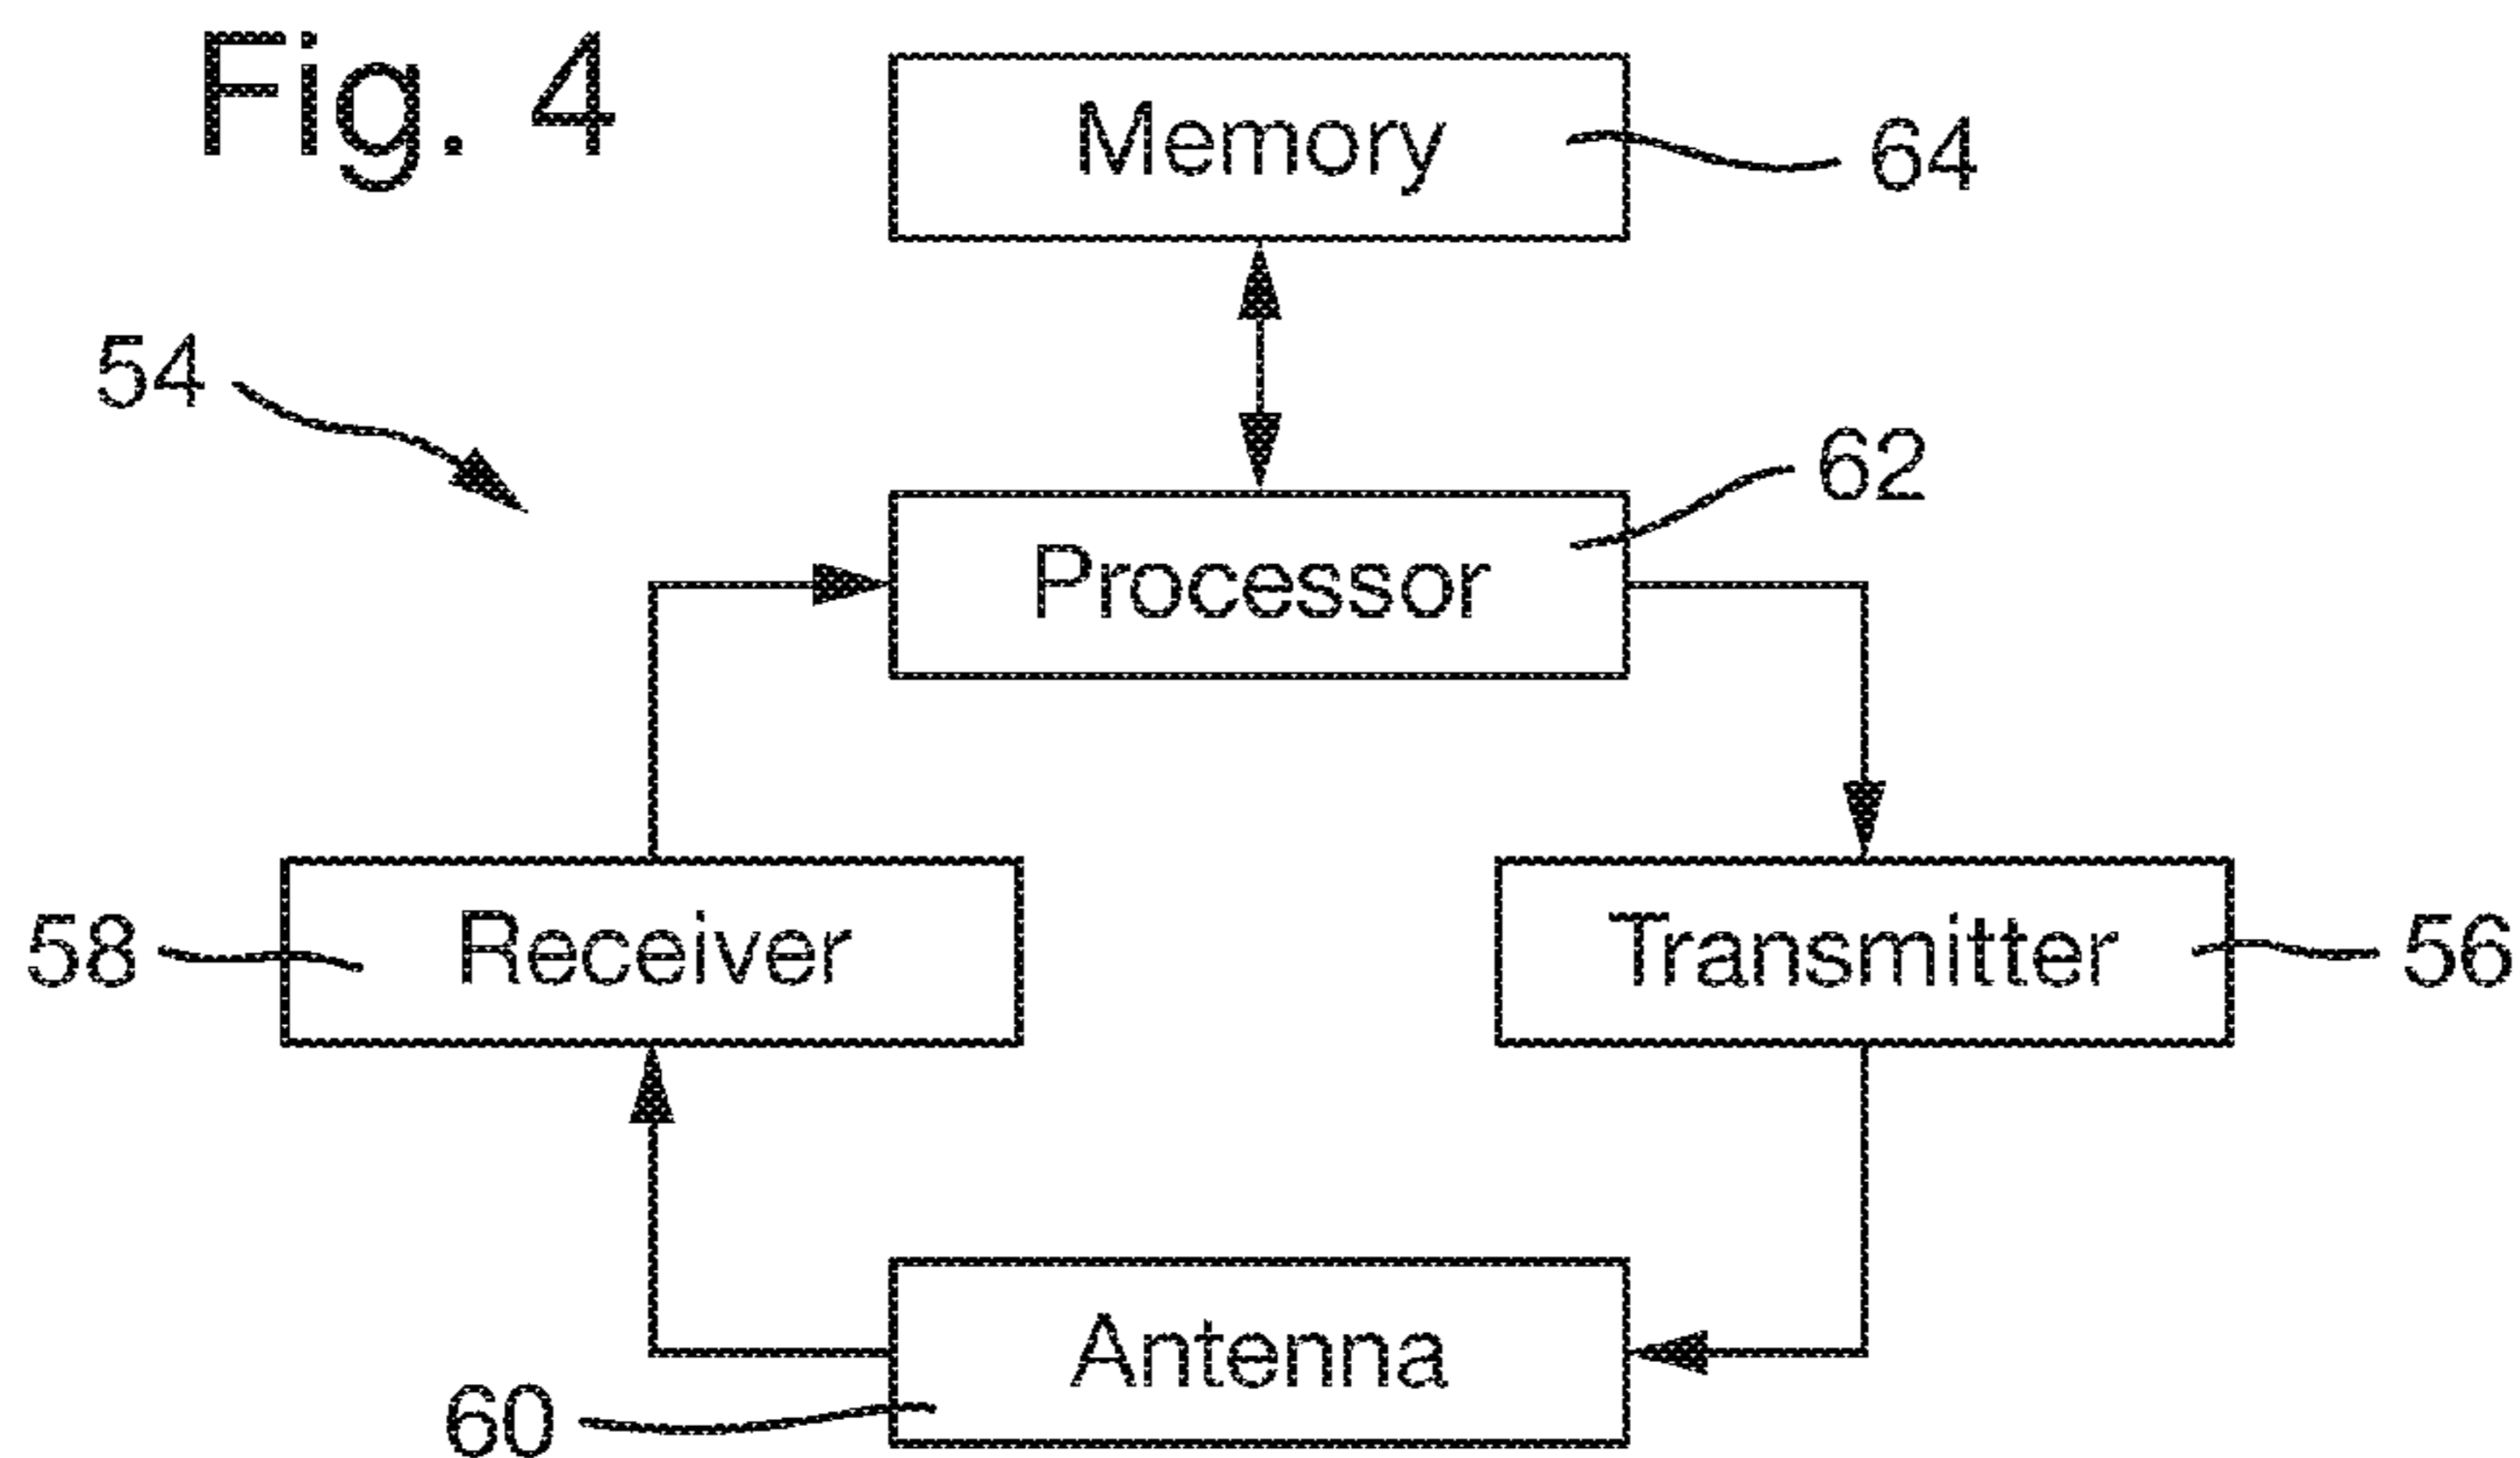 Fig. 4
Memory
64
54
62
Processor
58
Receiver
Transmitter
56
Antenna
60